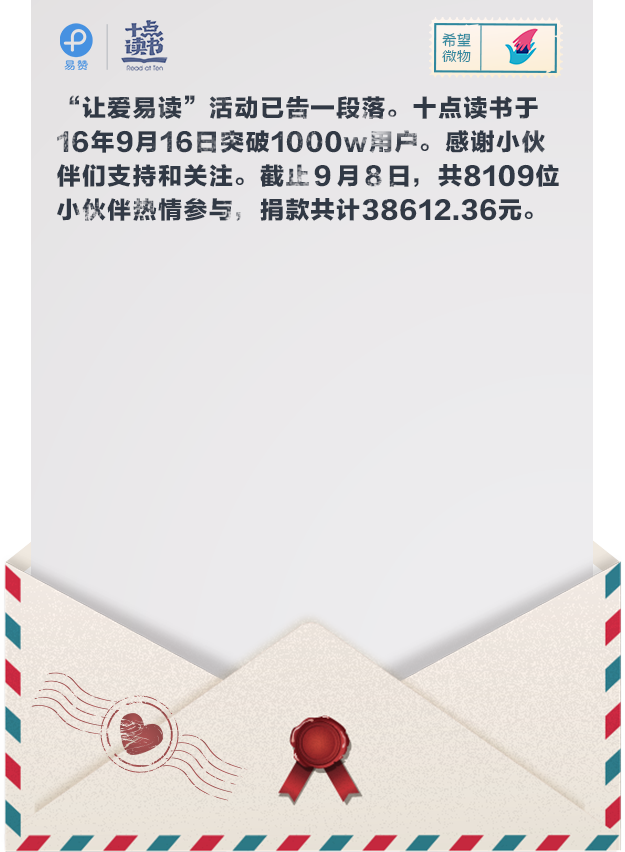 易赞
十点读书
Read at Ten
希望
微物
“让爱易读”活动已告一段落。十点读书于
16年9月16日突破1000w用户。感谢小伙
伴们支持和关注。截止9月8日，共8109位
小伙伴热情参与，捐款共计38612.36元。